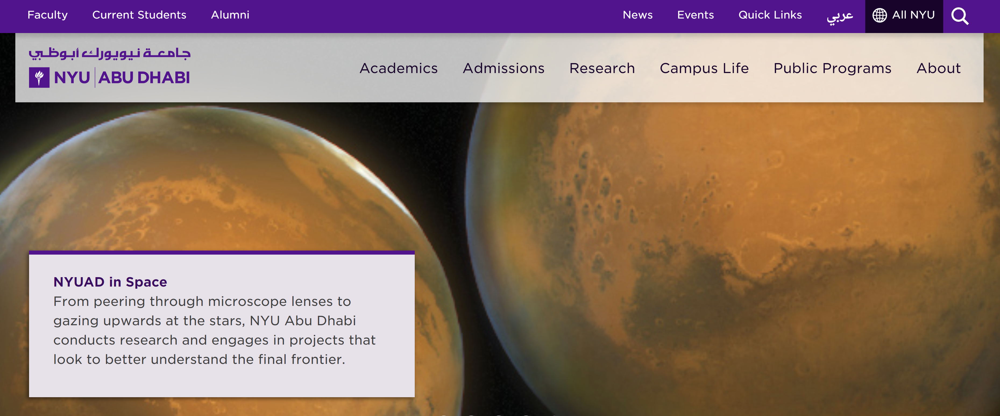 Faculty Current Students Alumni News Events Quick Links عربي All NYU
جامعة نيويورك أبوظبي
NYU ABU DHABI
Academics Admissions Research Campus Life Public Programs About
NYUAD in Space
From peering through microscope lenses to
gazing upwards at the stars, NYU Abu Dhabi
conducts research and engages in projects that
look to better understand the final frontier.